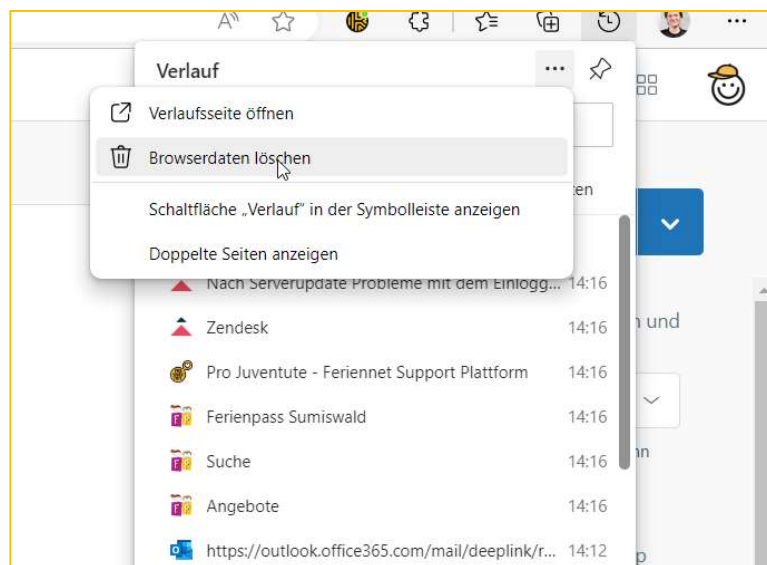 Verlauf
Verlaufsseite öffnen
Browserdaten löschen
Schaltfläche „Verlauf" in der Symbolleiste anzeigen
Doppelte Seiten anzeigen
Nach Serverupdate Probleme mit dem Einlogg... 14:16
Zendesk 14:16
und
Pro Juventute - Feriennet Support Plattform 14:16
Ferienpass Sumiswald 14:16
Suche 14:16
Angebote 14:16
https://outlook.office365.com/mail/deeplink/r... 14:12